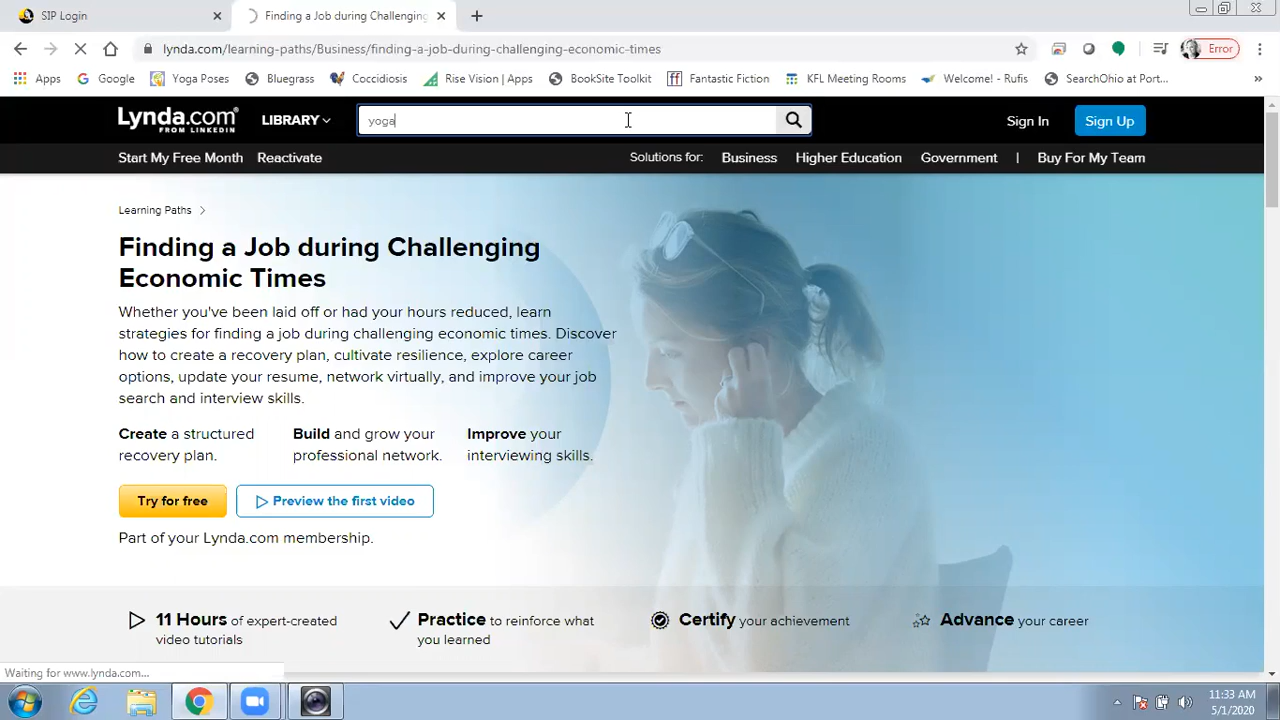 SIP Login
Finding a Job during Challenging
lynda.com/learning-paths/Business/finding-a-job-during-challenging-economic-times
Error
Apps
Google
Yoga Poses
Bluegrass
Coccidiosis
Rise Vision | Apps
BookSite Toolkit
Fantastic Fiction
KFL Meeting Rooms
Welcome! - Rufis
SearchOhio at Port...
»
Lynda.com
FROM LINKEDIN
LIBRARY
yoga
Sign In
Sign Up
Start My Free Month
Reactivate
Solutions for:
Business
Higher Education
Government
|
Buy For My Team
Learning Paths
Finding a Job during Challenging
Economic Times
Whether you've been laid off or had your hours reduced, learn
strategies for finding a job during challenging economic times. Discover
how to create a recovery plan, cultivate resilience, explore career
options, update your resume, network virtually, and improve your job
search and interview skills.
Create a structured
recovery plan.
Build and grow your
professional network.
Improve your
interviewing skills.
Try for free
Preview the first video
Part of your Lynda.com membership.
11 Hours of expert-created
video tutorials
Practice to reinforce what
you learned
Certify your achievement
Advance your career
Waiting for www.lynda.com...
11:33 AM
5/1/2020